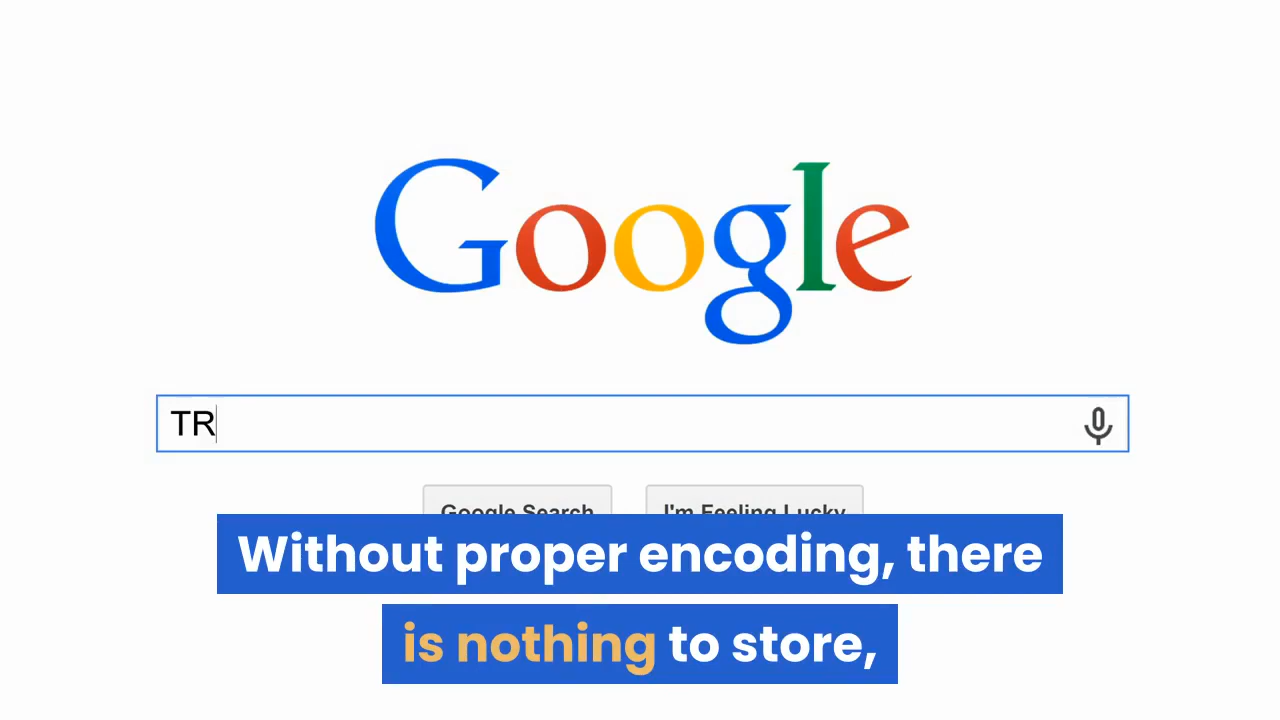 Google
TR
Google Search I'm Feeling Lucky
Without proper encoding, there
is nothing to store,